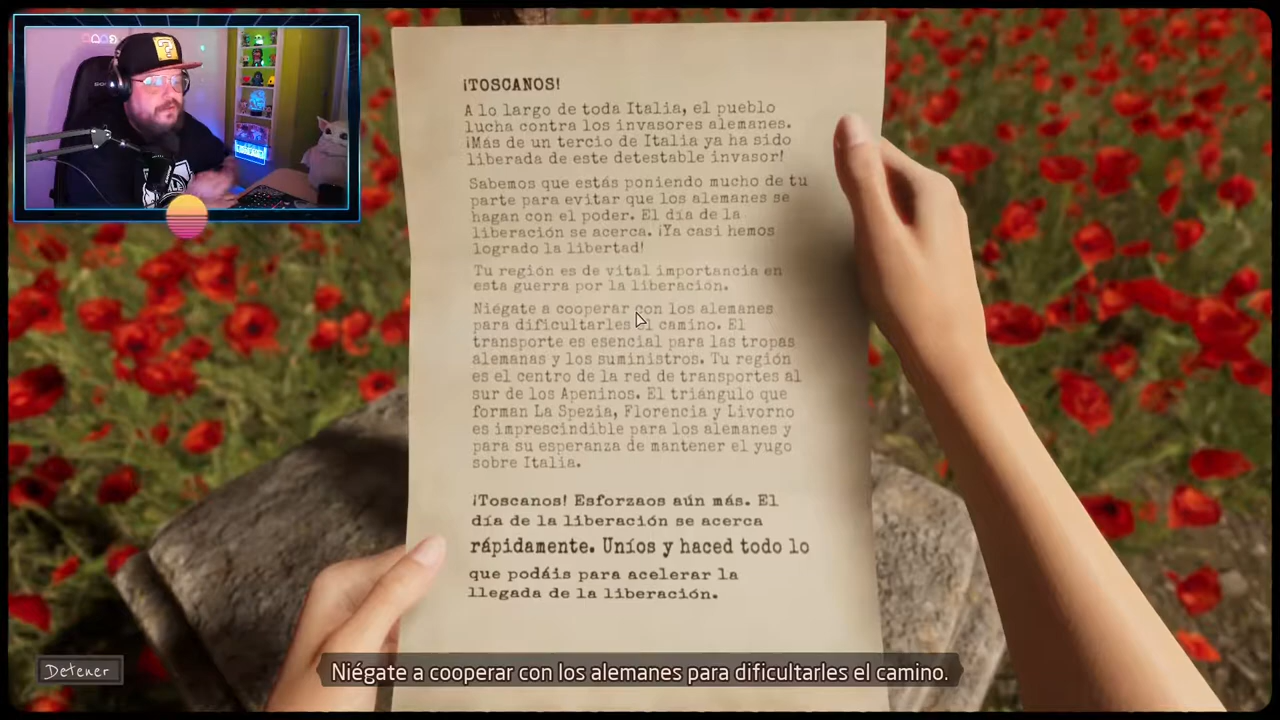 ¡TOSCANOS!
A lo largo de toda Italia, el pueblo
lucha contra los invasores alemanes.
¡Más de un tercio de Italia ya ha sido
liberada de este detestable invasor!
Sabemos que estás poniendo mucho de tu
parte para evitar que los alemanes se
hagan con el poder. El día de la
liberación se acerca. ¡Ya casi hemos
logrado la libertad!
Tu región es de vital importancia en
esta guerra por la liberación.
Niégate a cooperar con los alemanes
para dificultarles el camino. El
transporte es esencial para las tropas
alemanas y los suministros. Tu región
es el centro de la red de transportes al
sur de los Apeninos. El triángulo que
forman La Spezia, Florencia y Livorno
es imprescindible para los alemanes y
para su esperanza de mantener el yugo
sobre Italia.
¡Toscanos! Esforzaos aún más. El
día de la liberación se acerca
rápidamente. Uníos y haced todo lo
que podáis para acelerar la
llegada de la liberación.
Detener
Niégate a cooperar con los alemanes para dificultarles el camino.